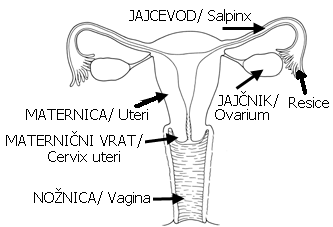 JAJCEVOD/ Salpinx
MATERNICA/ Uteri
JAJČNIK/
Ovarium
Resice
MATERNIČNI VRAT/
Cervix uteri
NOŽNICA/ Vagina